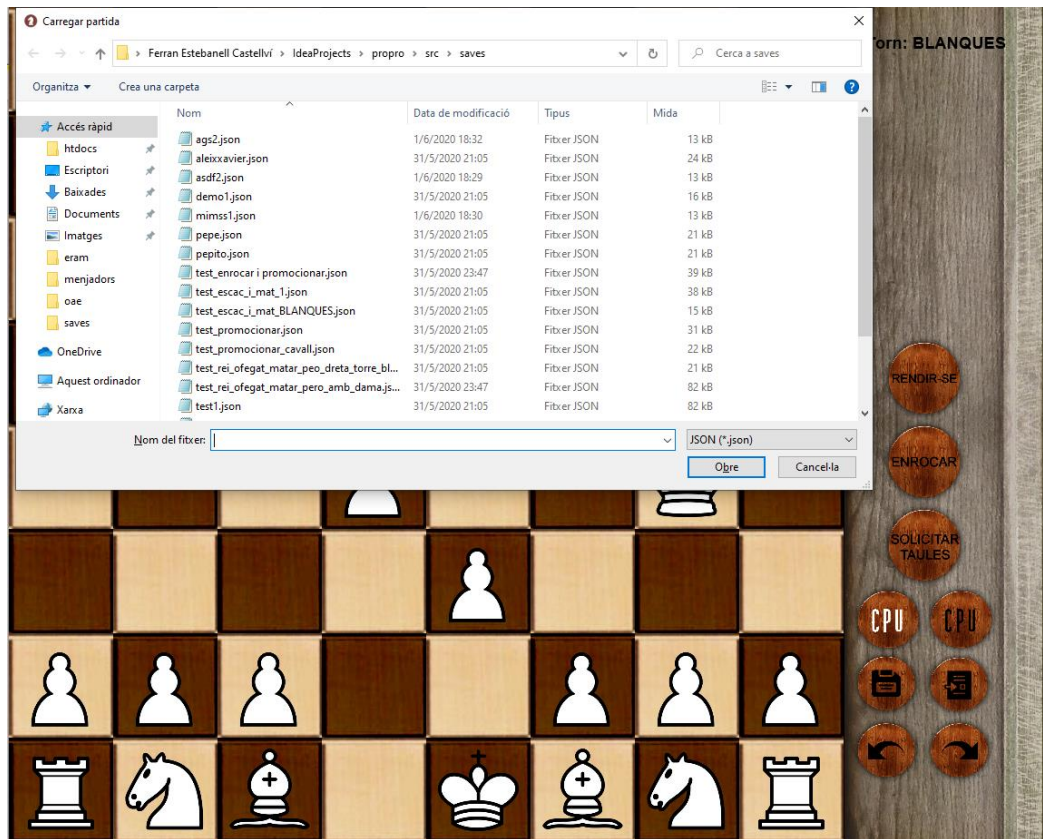 Carregar partida
Ferran Estebanell Castellví > IdeaProjects > propro > src > saves
Cerca a saves
Torn: BLANQUES
Organitza
Crea una carpeta
Nom Data de modificació Tipus Mida
Accés ràpid
htdocs
Escriptori
Baixades
Documents
Imatges
eram
menjadors
oae
saves
OneDrive
Aquest ordinador
Xarxa
ags2.json 1/6/2020 18:32 Fitxer JSON 13 kB
aleixxavier.json 31/5/2020 21:05 Fitxer JSON 24 kB
asdf2.json 1/6/2020 18:29 Fitxer JSON 13 kB
demo1.json 31/5/2020 21:05 Fitxer JSON 16 kB
mimss1.json 1/6/2020 18:30 Fitxer JSON 13 kB
pepe.json 31/5/2020 21:05 Fitxer JSON 21 kB
pepito.json 31/5/2020 21:05 Fitxer JSON 21 kB
test_enrocar i promocionar.json 31/5/2020 23:47 Fitxer JSON 39 kB
test_escac_i_mat_1.json 31/5/2020 21:05 Fitxer JSON 38 kB
test_escac_i_mat_BLANQUES.json 31/5/2020 21:05 Fitxer JSON 15 kB
test_promocionar.json 31/5/2020 21:05 Fitxer JSON 31 kB
test_promocionar_cavall.json 31/5/2020 21:05 Fitxer JSON 22 kB
test_rei_ofegat_matar_peo_dreta_torre_bl... 31/5/2020 21:05 Fitxer JSON 21 kB
test_rei_ofegat_matar_pero_amb_dama.js... 31/5/2020 23:47 Fitxer JSON 82 kB
test1.json 31/5/2020 21:05 Fitxer JSON 82 kB
Nom del fitxer:
JSON (*.json)
Obre
Cancel·la
RENDIR-SE
ENROCAR
SOLICITAR
TAULES
CPU
CPU